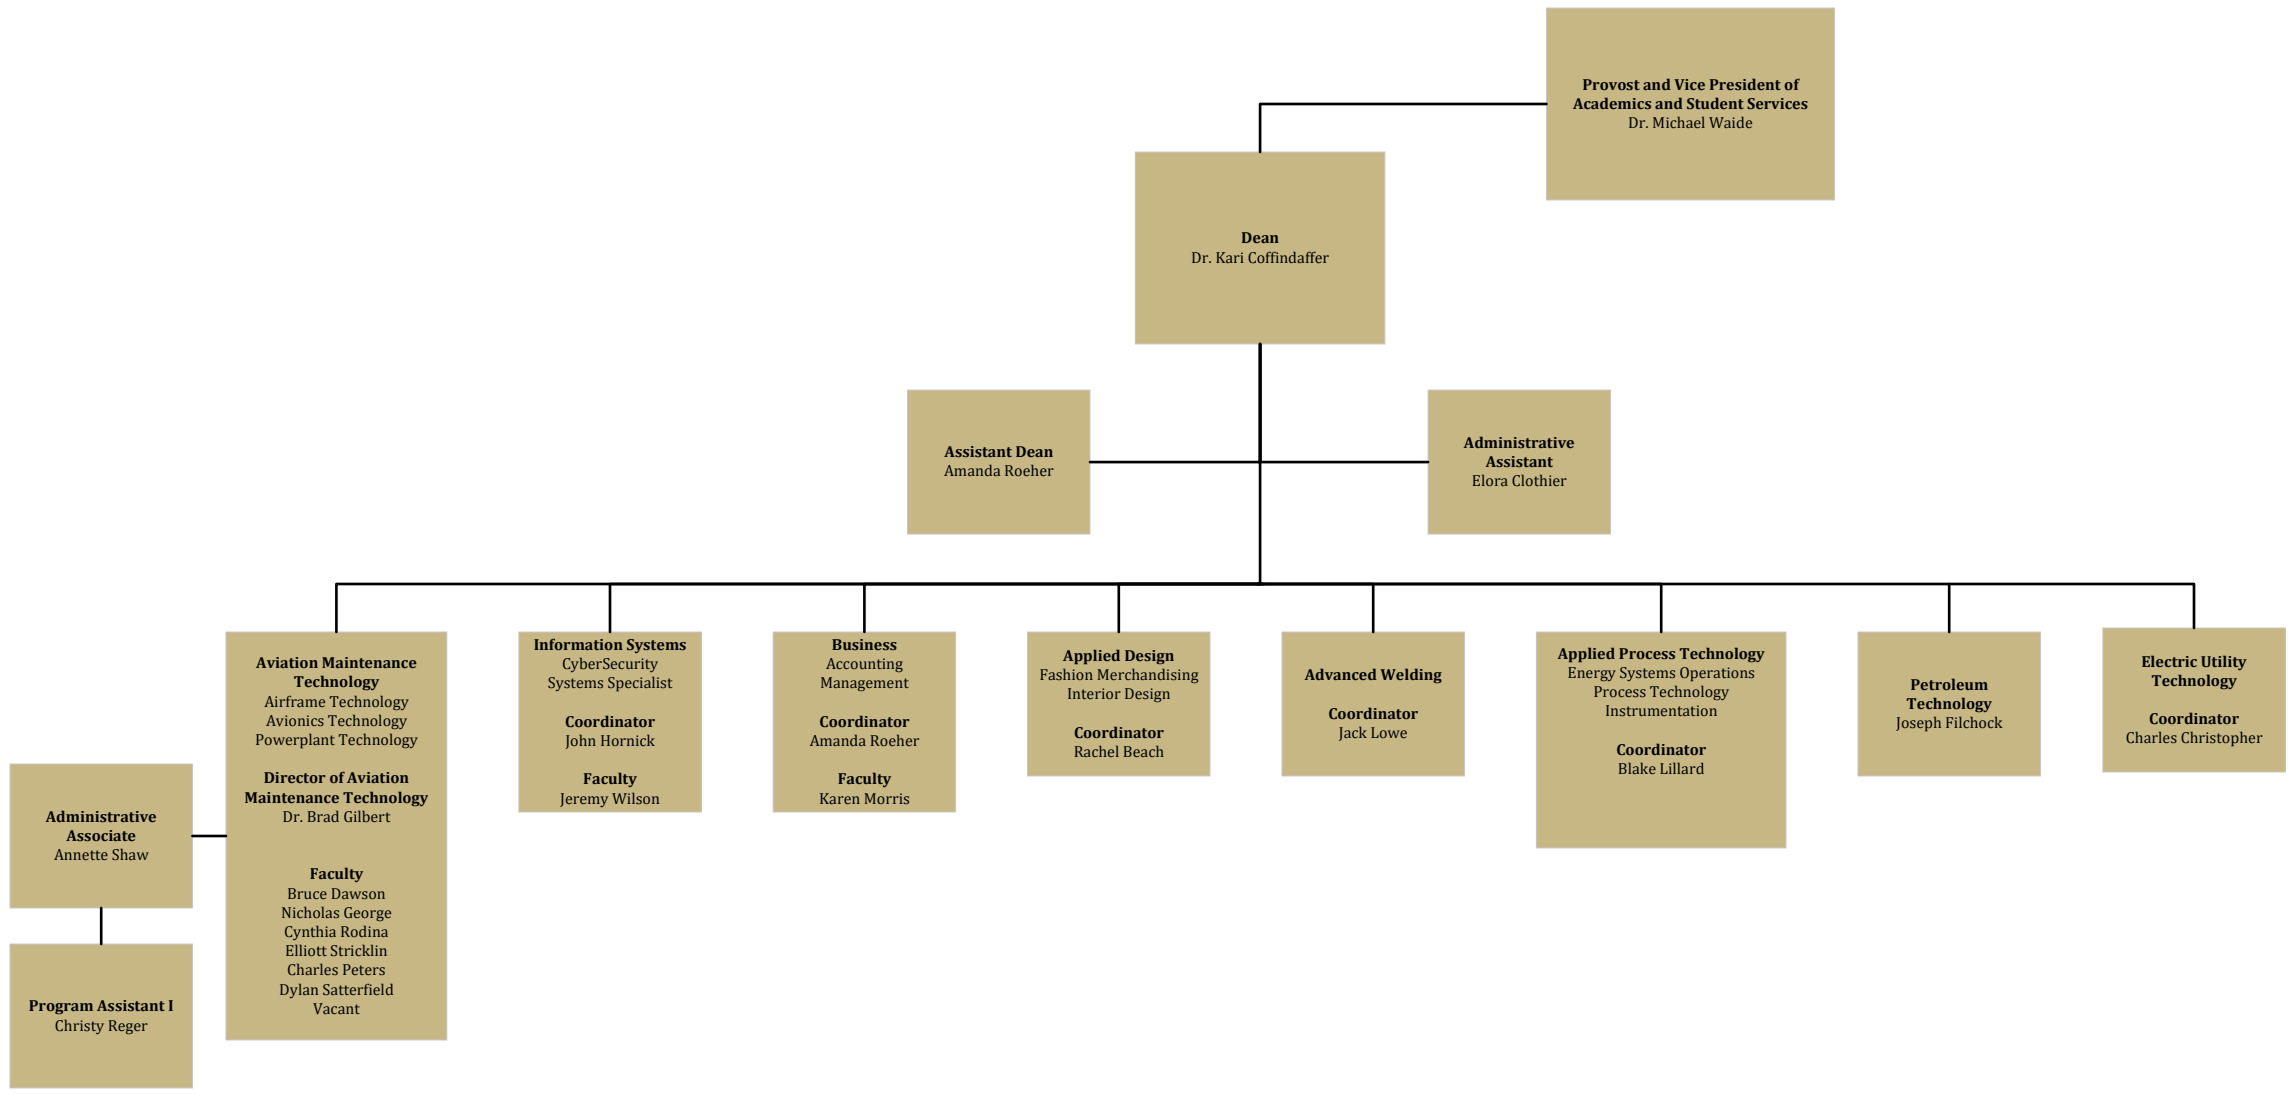 Provost and Vice President of
Academics and Student Services
Dr. Michael Waide
Dean
Dr. Kari Coffindaffer
Assistant Dean
Amanda Roeher
Administrative
Assistant
Elora Clothier
Aviation Maintenance
Technology
Airframe Technology
Avionics Technology
Powerplant Technology
Director of Aviation
Maintenance Technology
Dr. Brad Gilbert
Faculty
Bruce Dawson
Nicholas George
Cynthia Rodina
Elliott Stricklin
Charles Peters
Dylan Satterfield
Vacant
Administrative
Associate
Annette Shaw
Program Assistant I
Christy Reger
Information Systems
CyberSecurity
Systems Specialist
Coordinator
John Hornick
Faculty
Jeremy Wilson
Business
Accounting
Management
Coordinator
Amanda Roeher
Faculty
Karen Morris
Applied Design
Fashion Merchandising
Interior Design
Coordinator
Rachel Beach
Advanced Welding
Coordinator
Jack Lowe
Applied Process Technology
Energy Systems Operations
Process Technology
Instrumentation
Coordinator
Blake Lillard
Petroleum
Technology
Joseph Filchock
Electric Utility
Technology
Coordinator
Charles Christopher